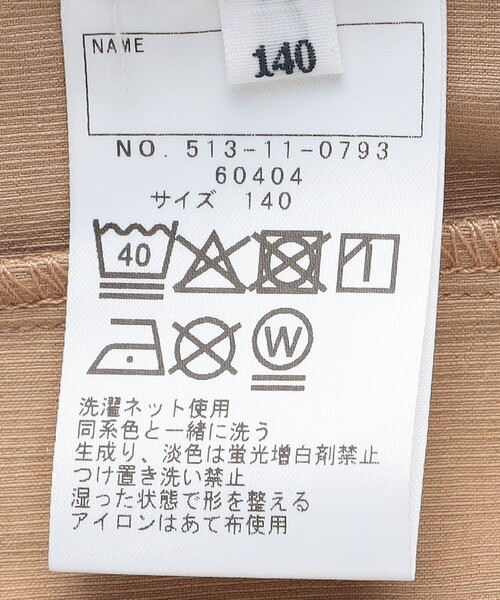 140
NAME
NO. 513-11-0793
60404
サイズ 140
40
W
洗濯ネット使用
同系色と一緒に洗う
生成り、淡色は蛍光増白剤禁止
つけ置き洗い禁止
湿った状態で形を整える
アイロンはあて布使用